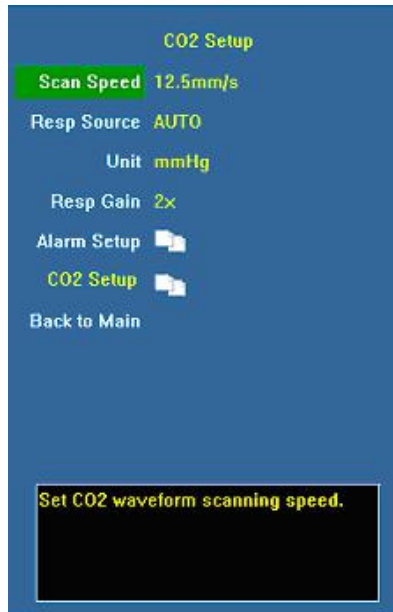 CO2 Setup
Scan Speed 12.5mm/s
Resp Source AUTO
Unit mmHg
Resp Gain 2x
Alarm Setup
CO2 Setup
Back to Main
Set CO2 waveform scanning speed.